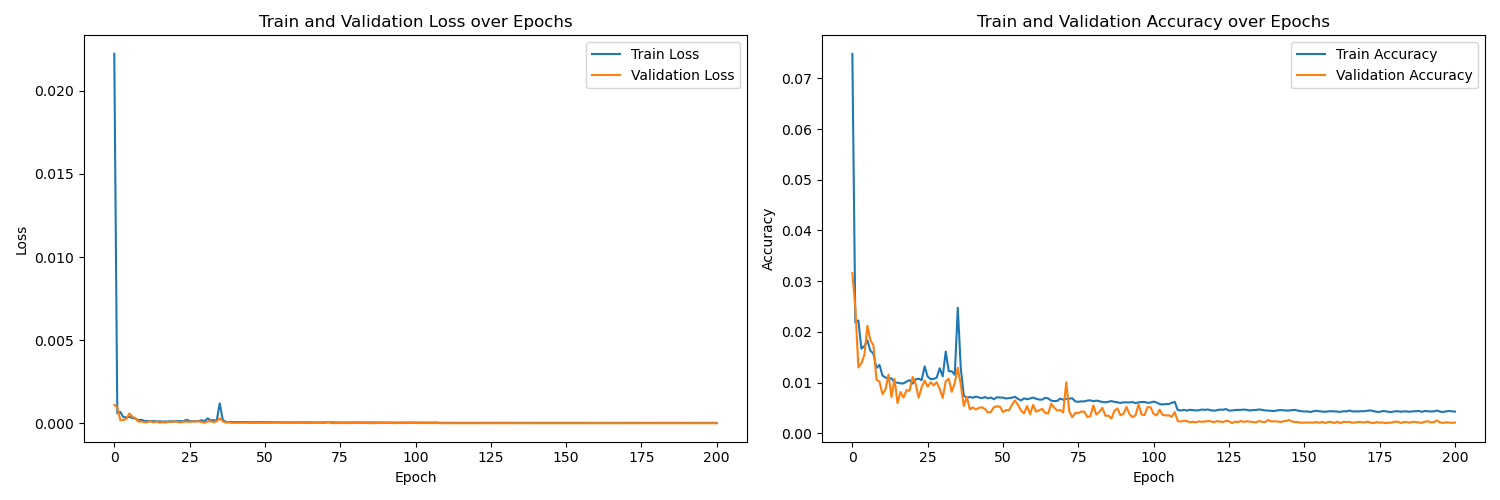 Train and Validation Loss over Epochs
Train Loss
Validation Loss
0.020
0.015
0.010
0.005
0.000
Loss
0 25 50 75 100 125 150 175 200
Epoch
Train and Validation Accuracy over Epochs
Train Accuracy
Validation Accuracy
0.07
0.06
0.05
0.04
0.03
0.02
0.01
0.00
Accuracy
0 25 50 75 100 125 150 175 200
Epoch